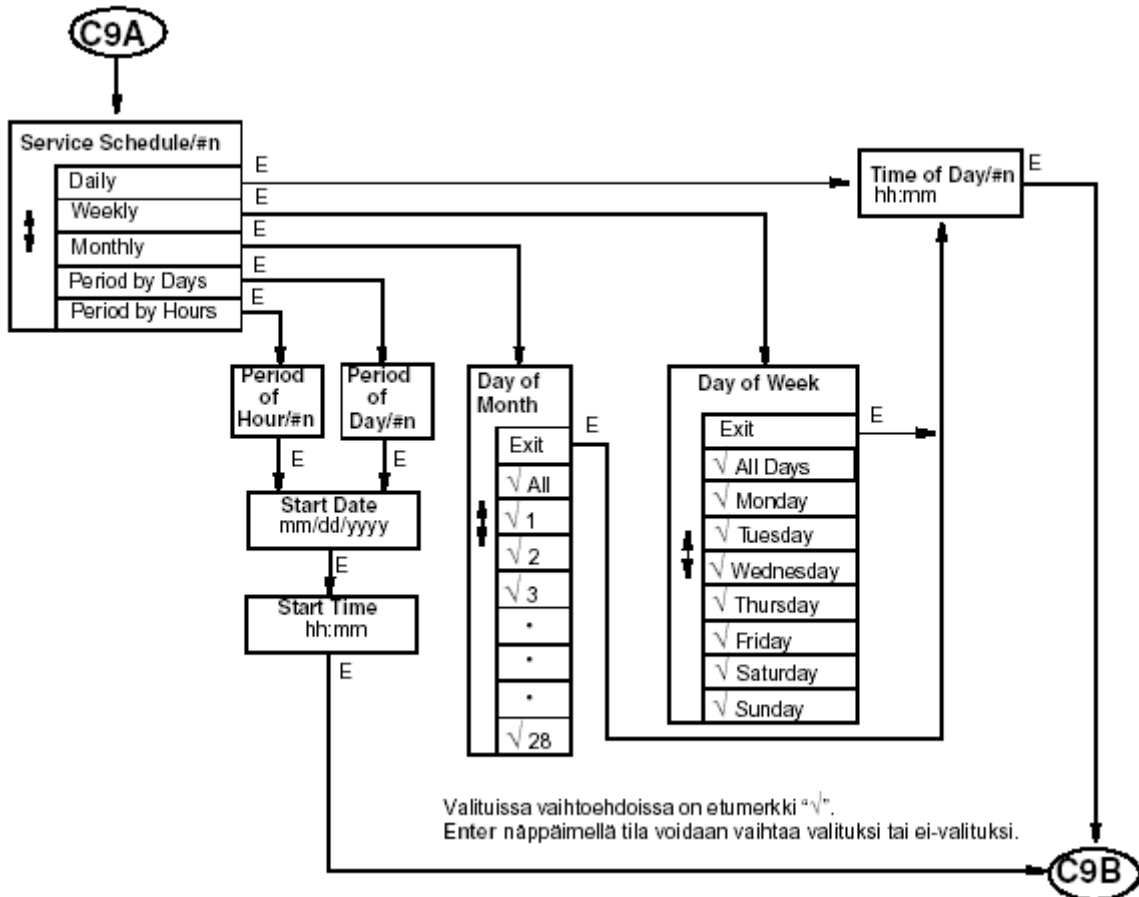 C9A
Service Schedule/#n
Daily
E
Weekly
E
Monthly
E
Period by Days
E
Period by Hours
E
Time of Day/#n
hh:mm
E
Period
of
Hour/#n
E
Period
of
Day/#n
E
Start Date
mm/dd/yyyy
E
Start Time
hh:mm
E
Day of
Month
Exit
E
√ All
√ 1
√ 2
√ 3
•
•
•
√ 28
Day of Week
Exit
E
√ All Days
√ Monday
√ Tuesday
√ Wednesday
√ Thursday
√ Friday
√ Saturday
√ Sunday
Valituissa vaihtoehdoissa on etumerkki “√”.
Enter näppäimellä tila voidaan vaihtaa valituksi tai ei-valituksi.
C9B